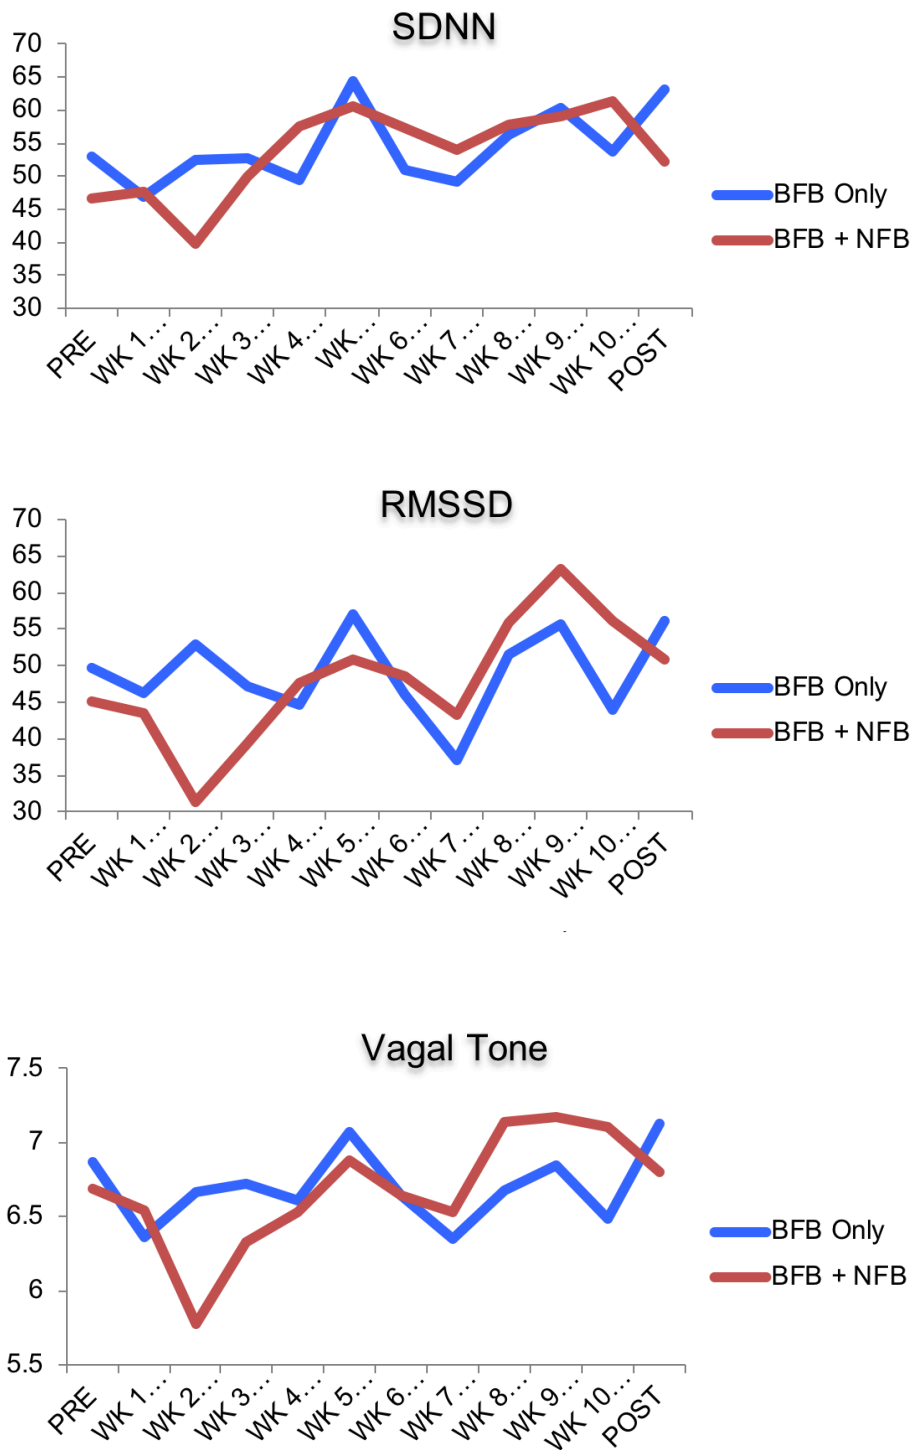 SDNN
70
65
60
55
50
45
40
35
30
PRE
WK 1...
WK 2...
WK 3...
WK 4...
WK...
WK 6...
WK 7...
WK 8...
WK 9...
WK 10...
POST
BFB Only
BFB + NFB
RMSSD
70
65
60
55
50
45
40
35
30
PRE
WK 1...
WK 2...
WK 3...
WK 4...
WK 5...
WK 6...
WK 7...
WK 8...
WK 9...
WK 10...
POST
BFB Only
BFB + NFB
Vagal Tone
7.5
7
6.5
6
5.5
PRE
WK 1...
WK 2...
WK 3...
WK 4...
WK 5...
WK 6...
WK 7...
WK 8...
WK 9...
WK 10...
POST
BFB Only
BFB + NFB